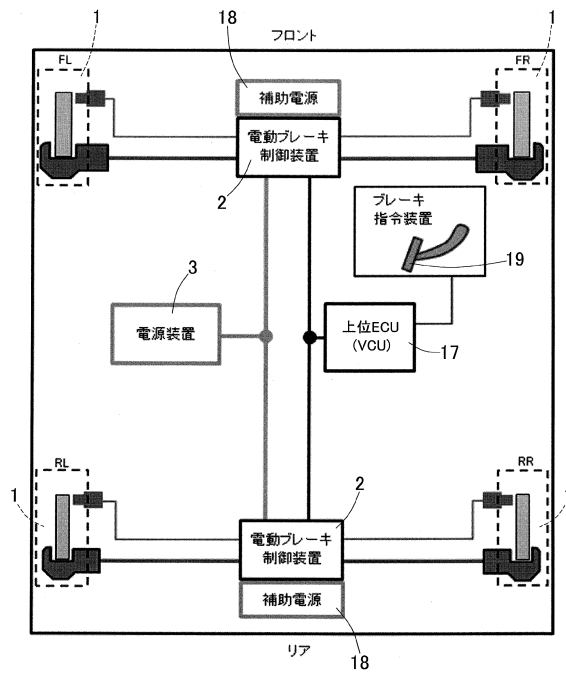 18
フロント
1
FL
FR
1
補助電源
電動ブレーキ
制御装置
2
ブレーキ
指令装置
19
3
電源装置
上位ECU
(VCU)
17
RL
RR
1
2
電動ブレーキ
制御装置
補助電源
18
リア